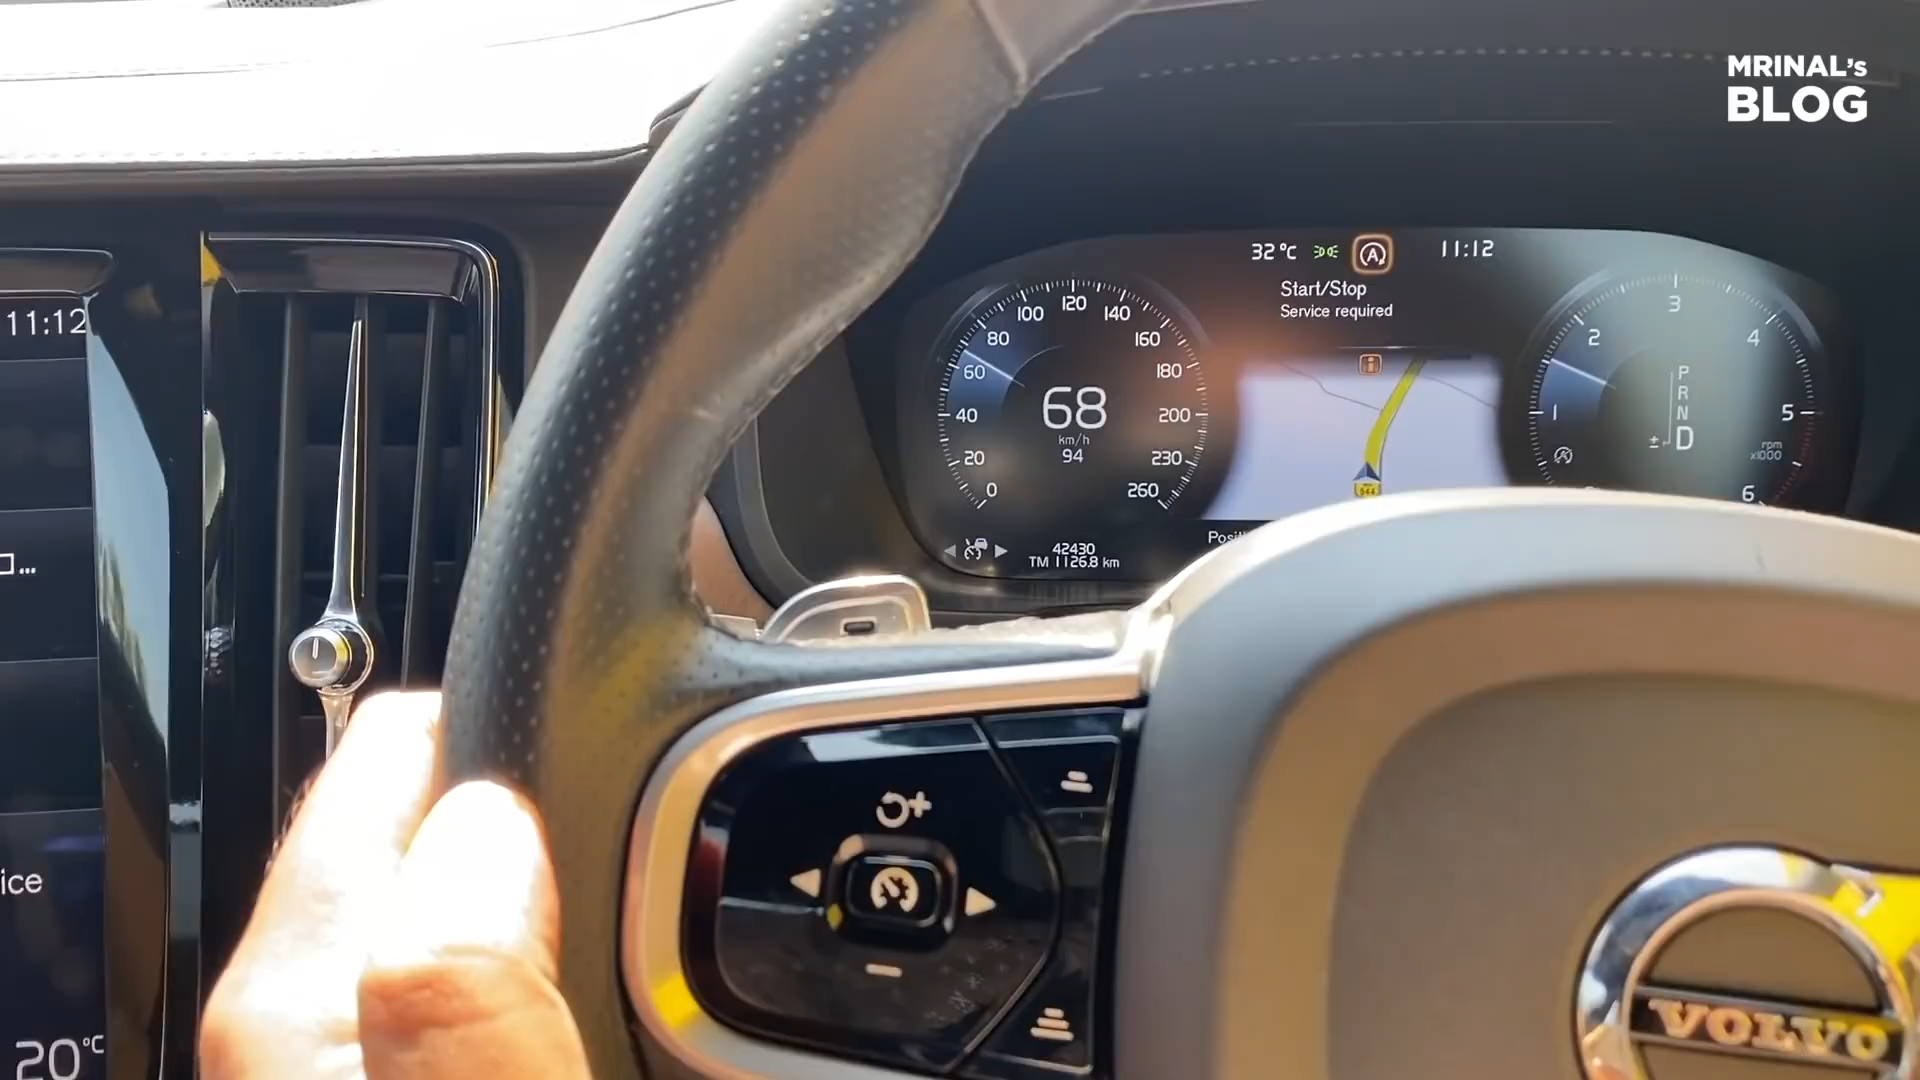 MRINAL's
BLOG
32 °C
11:12
Start/Stop
Service required
0
20
40
60
80
100
120
140
160
180
200
230
260
68
km/h
94
42430
TM 1126.8 km
544
1
2
3
4
5
6
rpm
x1000
P
R
N
D
±
11:12
ice
20°C
VOLVO